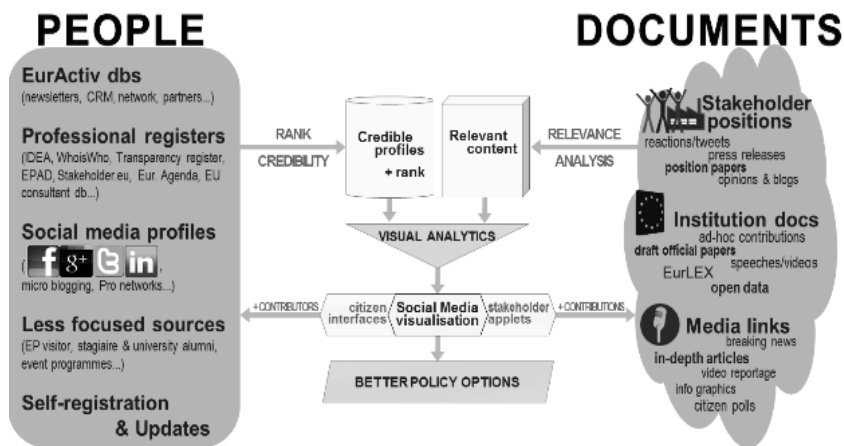 PEOPLE
EurActiv dbs
(newsletters, CRM, network, partners...)
Professional registers
(IDEA, WhoisWho, Transparency register,
EPAD, Stakeholder.eu, Eur. Agenda, EU
consultant db...)
Social media profiles
( f g+ t in ,
micro blogging, Pro networks...)
Less focused sources
(EP visitor, stagiaire & university alumni,
event programmes...)
Self-registration
& Updates
RANK
CREDIBILITY
Credible
profiles
+ rank
Relevant
content
RELEVANCE
ANALYSIS
VISUAL ANALYTICS
+ CONTRIBUTORS
citizen
interfaces
Social Media
visualisation
stakeholder
applets
+ CONTRIBUTIONS
BETTER POLICY OPTIONS
DOCUMENTS
Stakeholder
positions
reactions/tweets
press releases
position papers
opinions & blogs
Institution docs
ad-hoc contributions
draft official papers
speeches/videos
EurLEX
open data
Media links
breaking news
in-depth articles
video reportage
info graphics
citizen polls